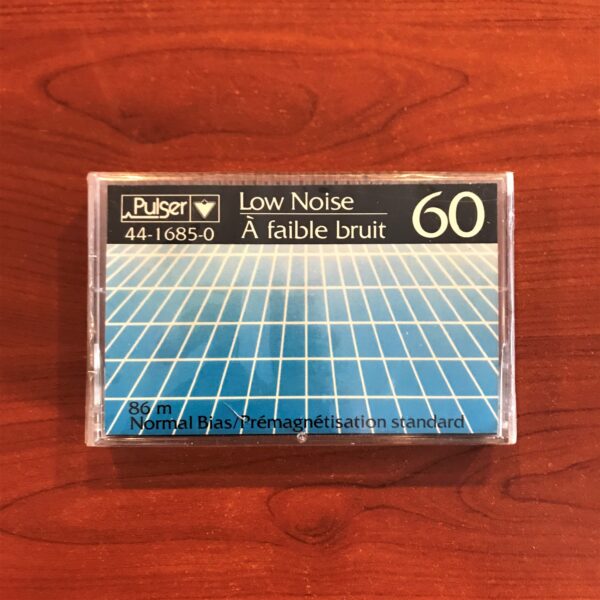 Pulser
44-1685-0
Low Noise
À faible bruit
60
86 m
Normal Bias/Prémagnétisation standard